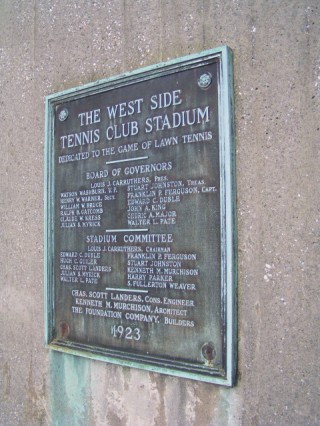 THE WEST SIDE
TENNIS CLUB STADIUM
DEDICATED TO THE GAME OF LAWN TENNIS
BOARD OF GOVERNORS
LOUIS J. CARRUTHERS, PRES.
WATSON WASHBURN, V.P. STUART JOHNSTON, TREAS.
HENRY W. WARNER, SECY. FRANKLIN P. FERGUSON, CAPT.
WILLIAM W. BRUCE EDWARD C. DUBLE
RALPH B. GATCOMB JOHN A. KING
CLAUDE W. KRESS CEDRIC A. MAJOR
JULIAN S. MYRICK WALTER L. PATE
STADIUM COMMITTEE
LOUIS J. CARRUTHERS, CHAIRMAN
EDWARD C. DUBLE FRANKLIN P. FERGUSON
HUGH C. STUART JOHNSTON
CHAS. SCOTT LANDERS KENNETH M. MURCHISON
JULIAN S. MYRICK HARRY PARKER
WALTER L. PATE S. FULLERTON WEAVER
CHAS. SCOTT LANDERS, CONS. ENGINEER
KENNETH M. MURCHISON, ARCHITECT
THE FOUNDATION COMPANY, BUILDERS
1923